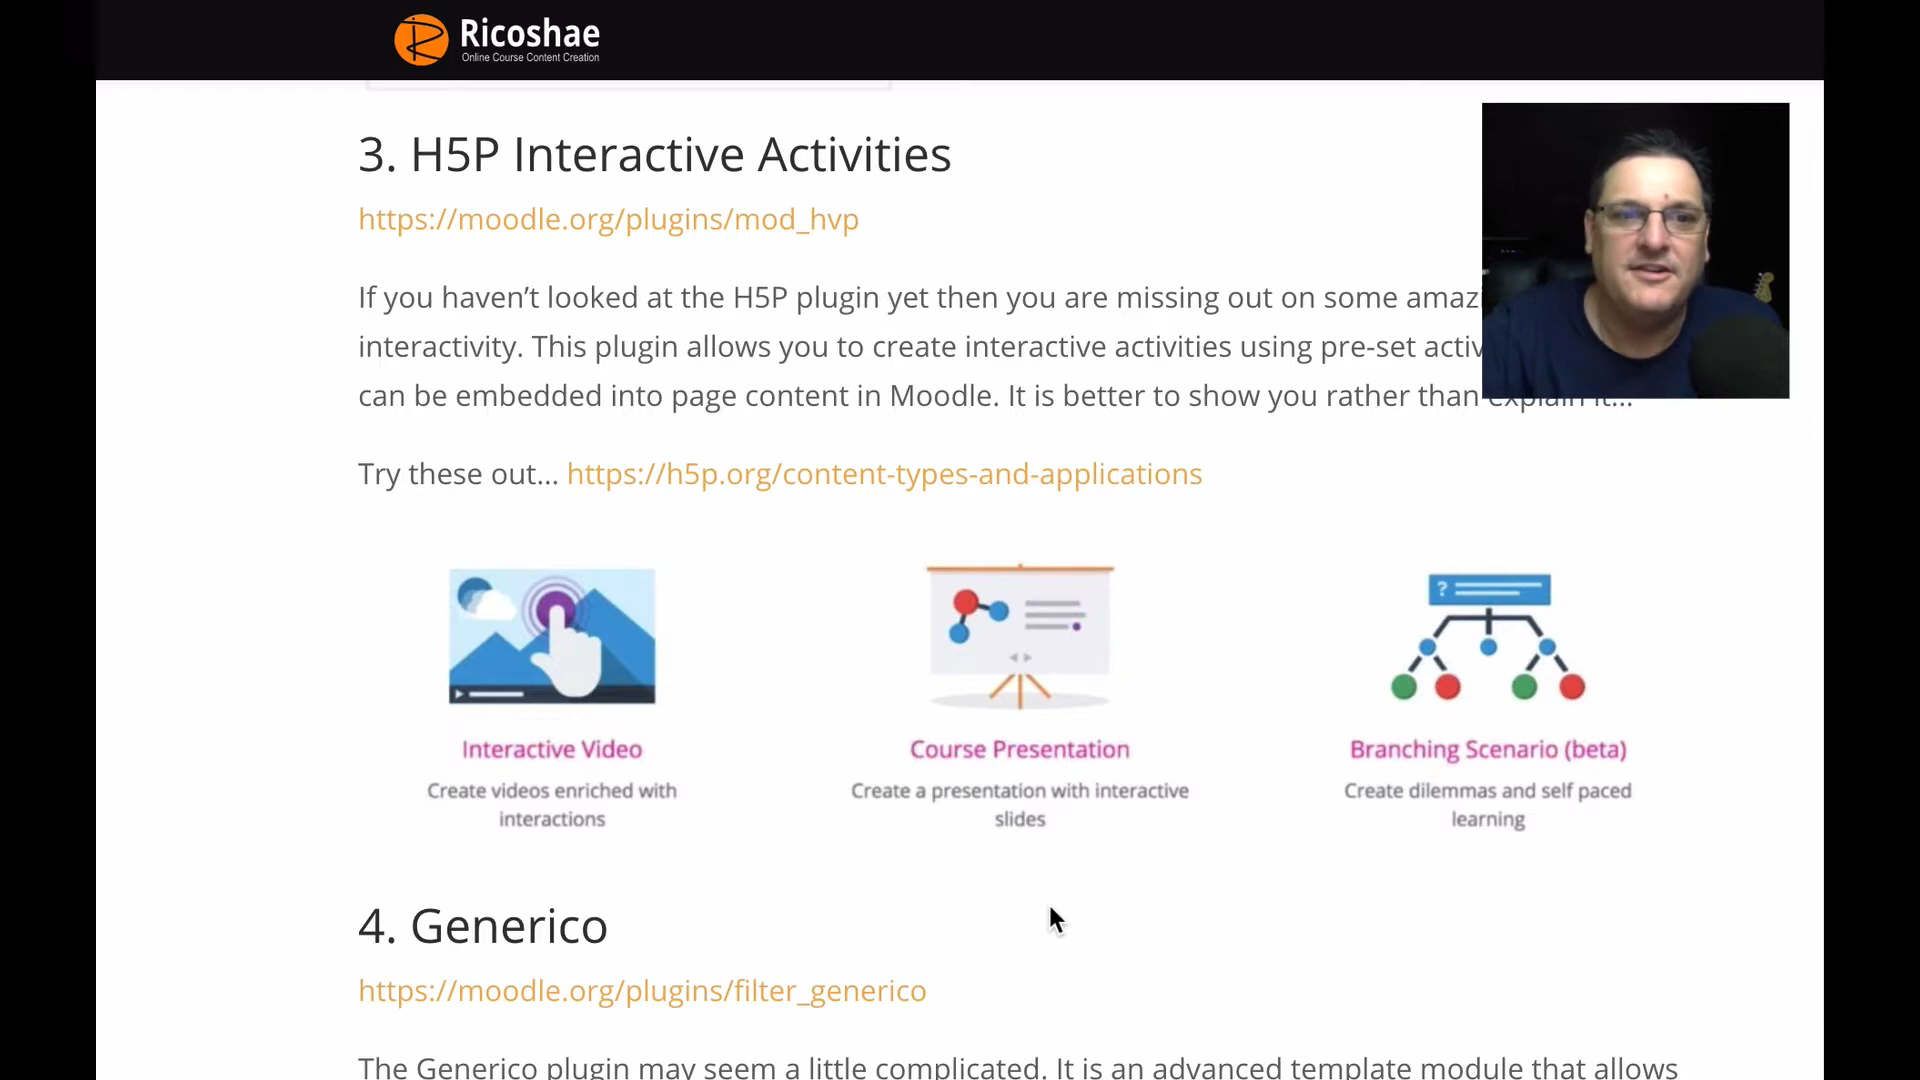 Ricoshae
Online Course Content Creation
3. H5P Interactive Activities
https://moodle.org/plugins/mod_hvp
If you haven’t looked at the H5P plugin yet then you are missing out on some
interactivity. This plugin allows you to create interactive activities using pre-set
can be embedded into page content in Moodle. It is better to show you rather than explain it...
Try these out... https://h5p.org/content-types-and-applications
?
Interactive Video
Create videos enriched with
interactions
Course Presentation
Create a presentation with interactive
slides
Branching Scenario (beta)
Create dilemmas and self paced
learning
4. Generico
https://moodle.org/plugins/filter_generico
The Generico plugin may seem a little complicated. It is an advanced template module that allows